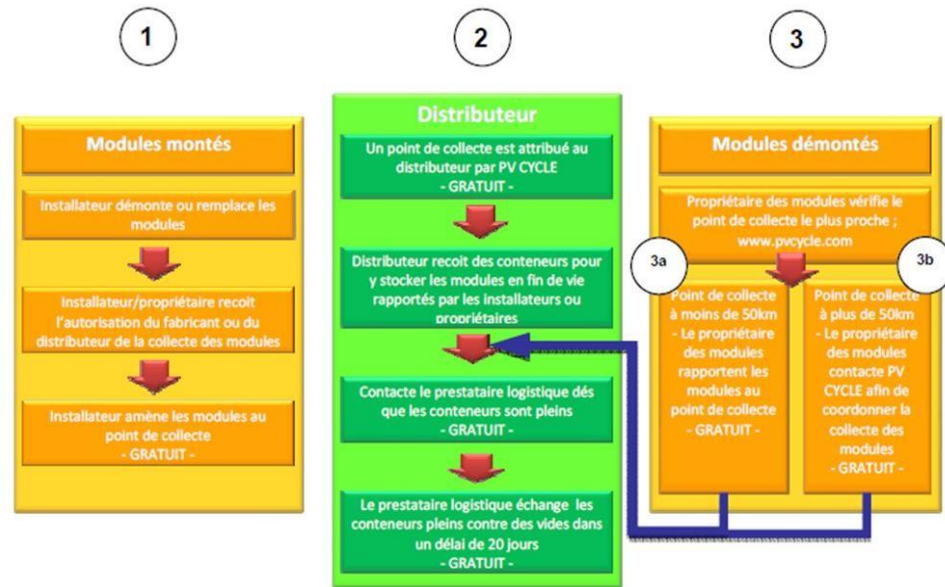 1
Modules montés
Installateur démonte ou remplace les
modules
Installateur/propriétaire recoit
l'autorisation du fabricant ou du
distributeur de la collecte des modules
Installateur amène les modules au
point de collecte
- GRATUIT -
2
Distributeur
Un point de collecte est attribué au
distributeur par PV CYCLE
- GRATUIT -
Distributeur recoit des conteneurs pour
y stocker les modules en fin de vie
rapportés par les installateurs ou
propriétaires
Contacte le prestataire logistique dés
que les conteneurs sont pleins
- GRATUIT -
Le prestataire logistique échange les
conteneurs pleins contre des vides dans
un délai de 20 jours
- GRATUIT -
3
Modules démontés
Propriétaire des modules vérifie le
point de collecte le plus proche ;
www.pvcycle.com
3a
Point de collecte
à moins de 50km
- Le propriétaire
des modules
rapportent les
modules au
point de collecte
- GRATUIT -
3b
Point de collecte
à plus de 50km
- Le propriétaire
des modules
contacte PV
CYCLE afin de
coordonner la
collecte des
modules
- GRATUIT -